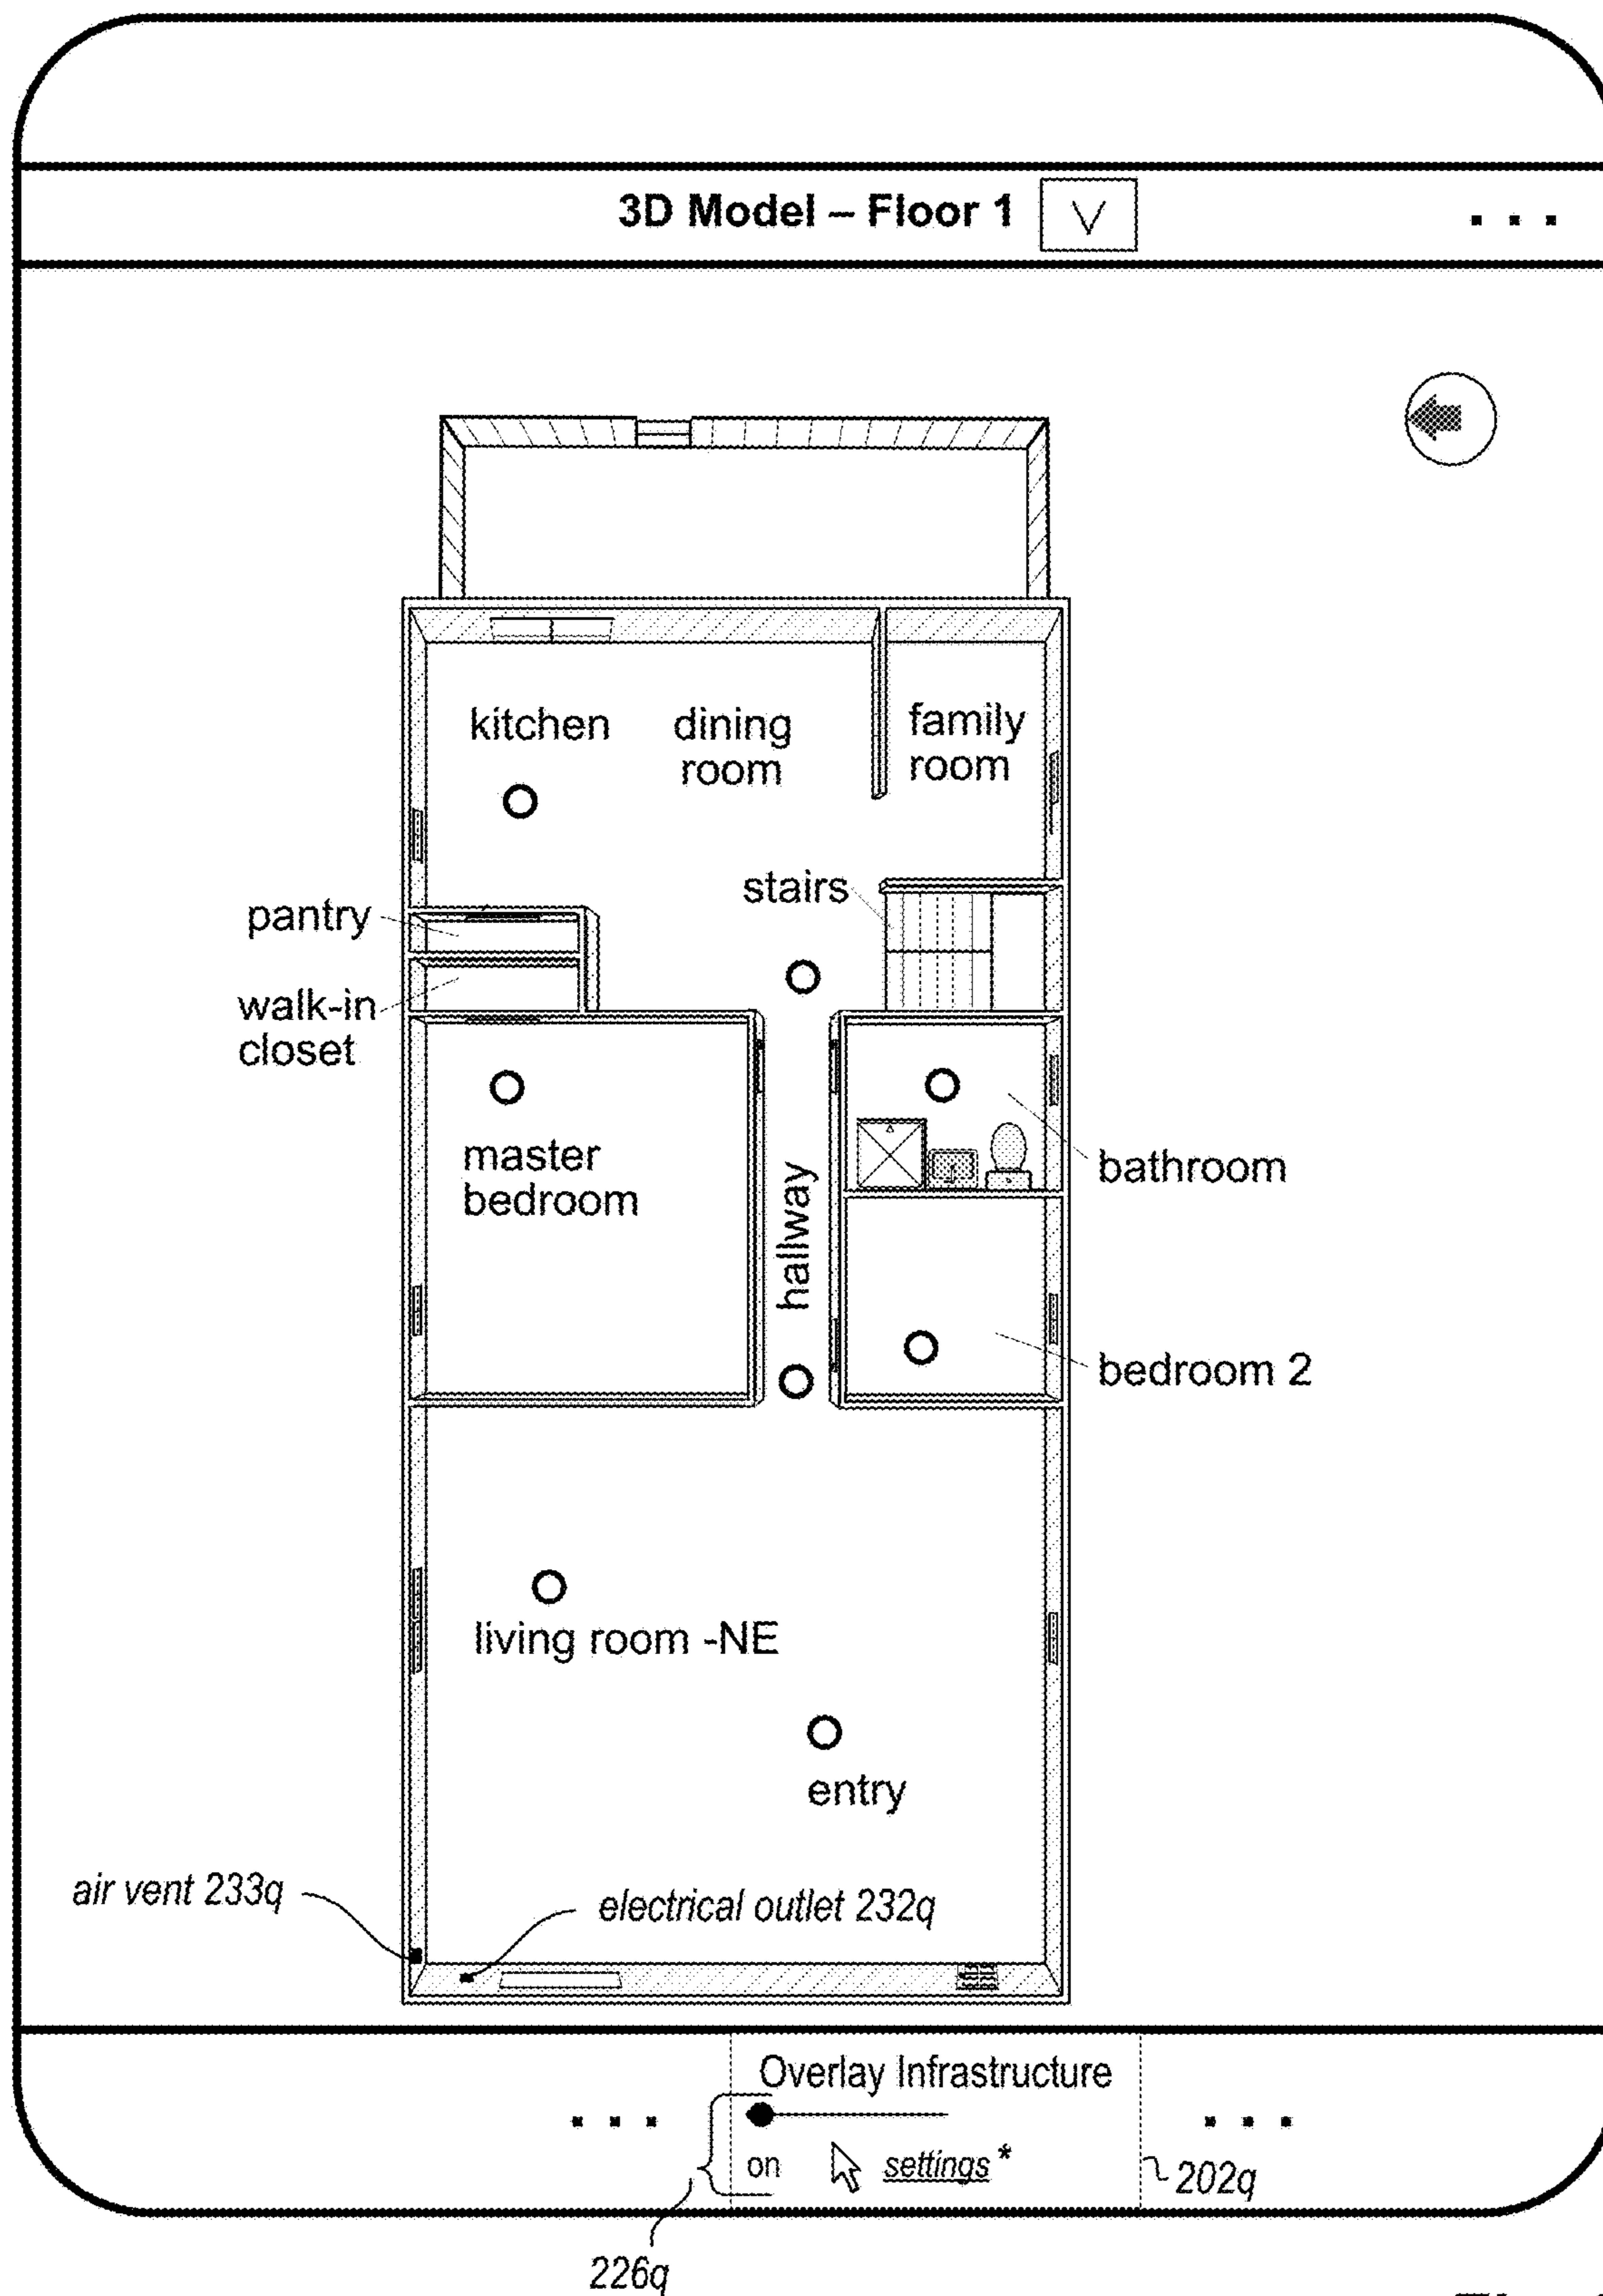 3D Model – Floor 1 V
. . .
kitchen
dining
room
family
room
stairs
pantry
walk-in
closet
master
bedroom
hallway
bathroom
bedroom 2
living room -NE
entry
air vent 233q
electrical outlet 232q
Overlay Infrastructure
. . .
. . .
on
settings*
202q
226q